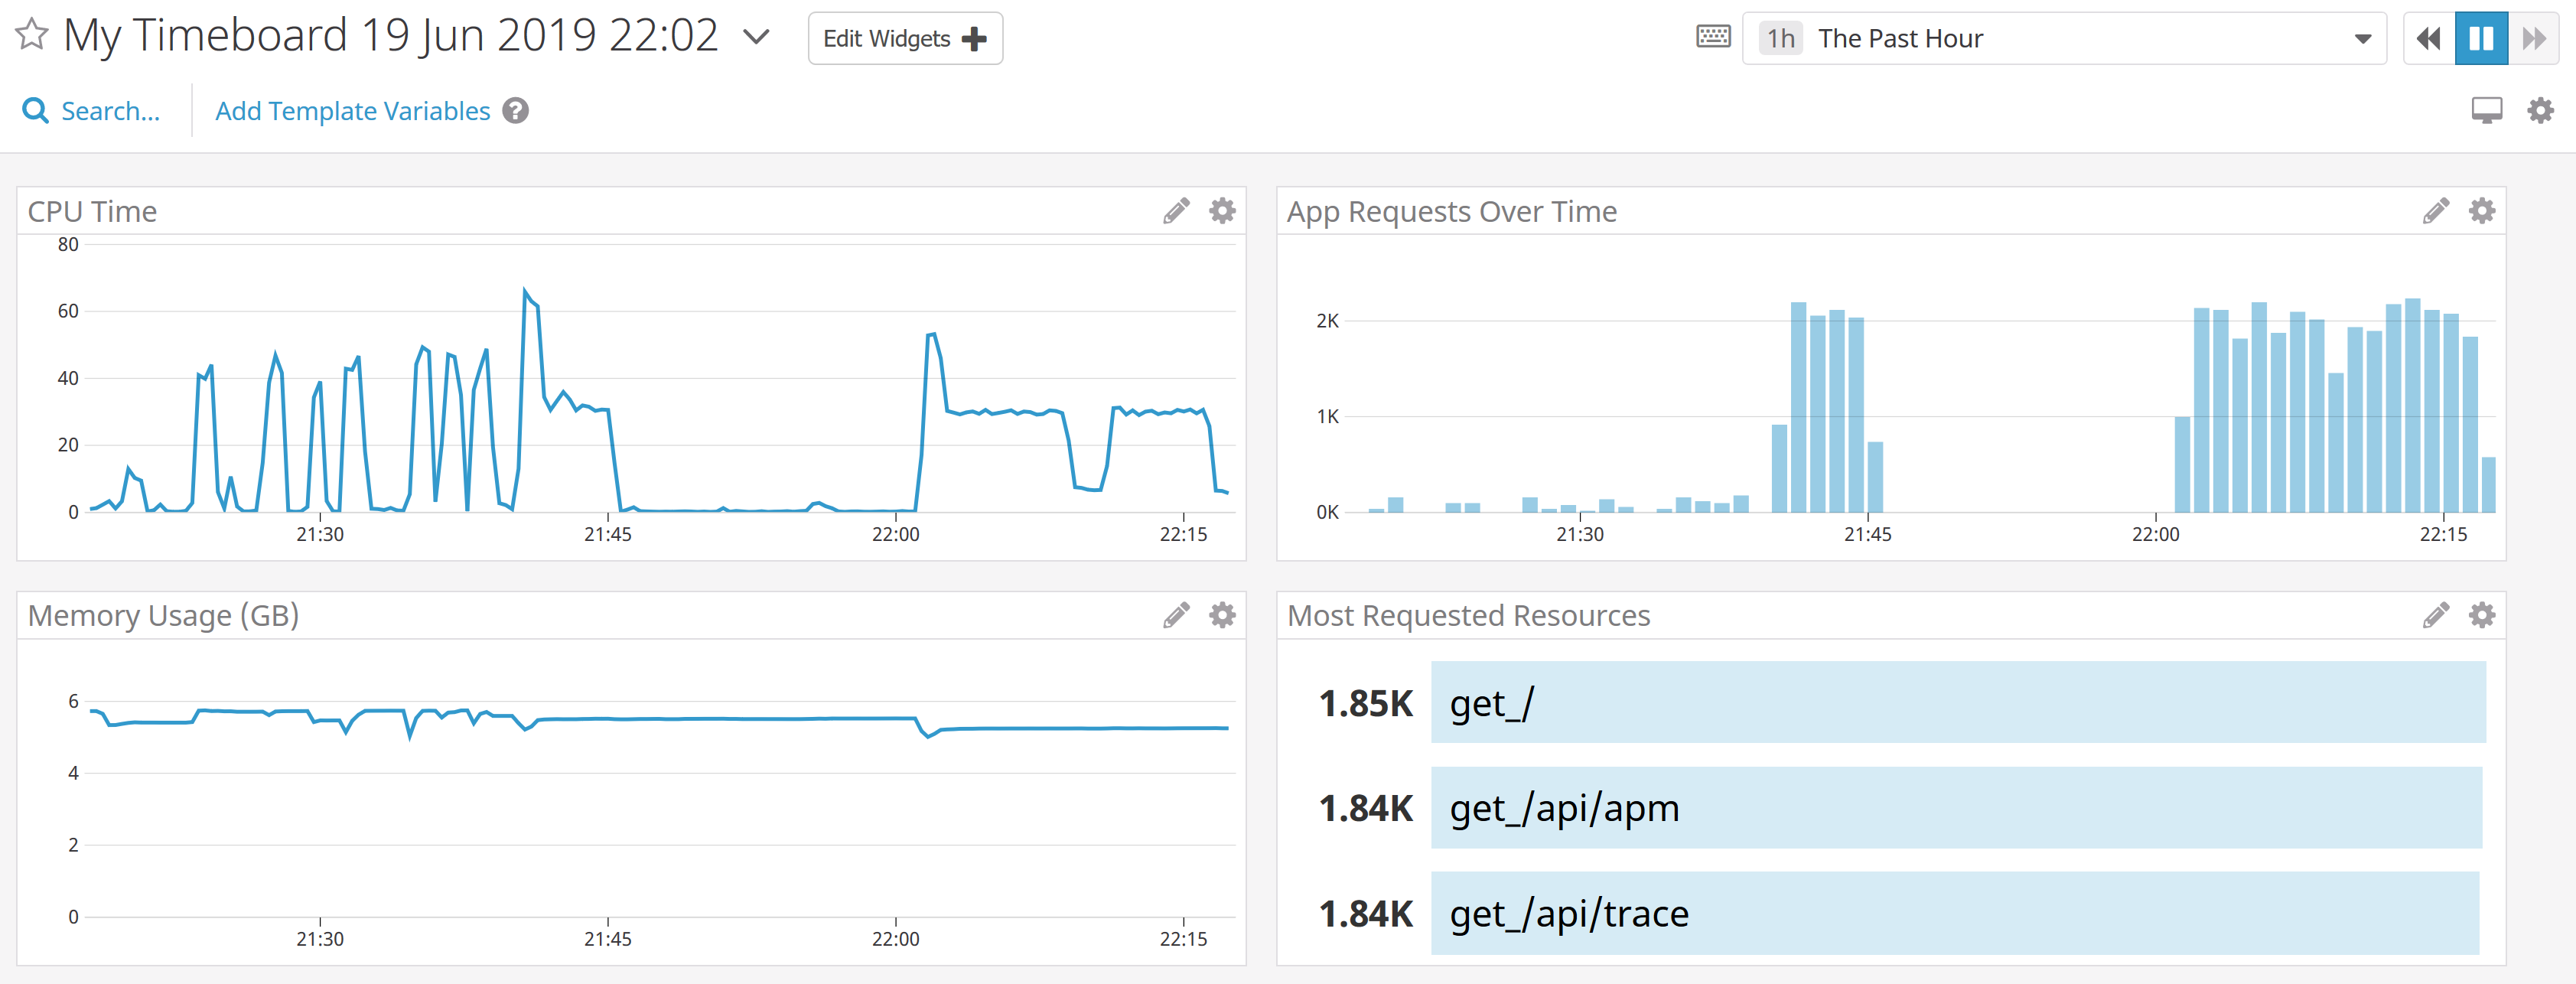 My Timeboard 19 Jun 2019 22:02
Edit Widgets
1h The Past Hour
Search...
Add Template Variables
CPU Time
80
60
40
20
0
21:30 21:45 22:00 22:15
App Requests Over Time
2K
1K
0K
21:30 21:45 22:00 22:15
Memory Usage (GB)
6
4
2
0
21:30 21:45 22:00 22:15
Most Requested Resources
1.85K get_/
1.84K get_/api/apm
1.84K get_/api/trace